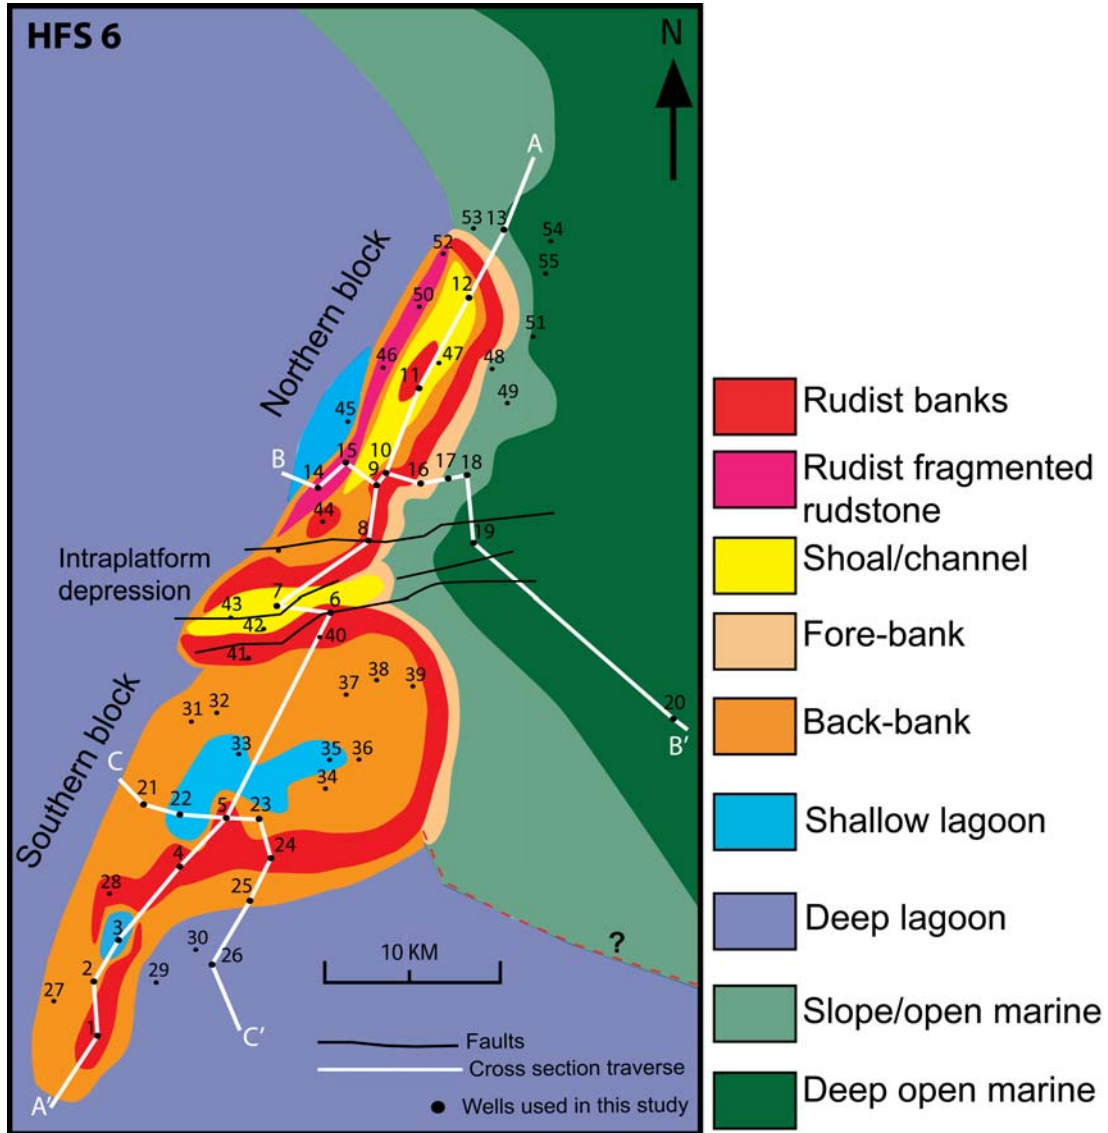 HFS 6
N
A
53
13
54
52
55
12
50
51
Northern block
47
48
46
11
49
45
B
15
10
14
9
16
17
18
44
8
19
Intraplatform
depression
7
6
43
42
40
41
38
37
39
32
31
20
B'
33
35
36
C
34
21
22
5
23
Southern block
4
24
28
25
3
30
?
10 KM
26
2
29
27
1
C'
Faults
Cross section traverse
A'
Wells used in this study
Rudist banks
Rudist fragmented
rudstone
Shoal/channel
Fore-bank
Back-bank
Shallow lagoon
Deep lagoon
Slope/open marine
Deep open marine